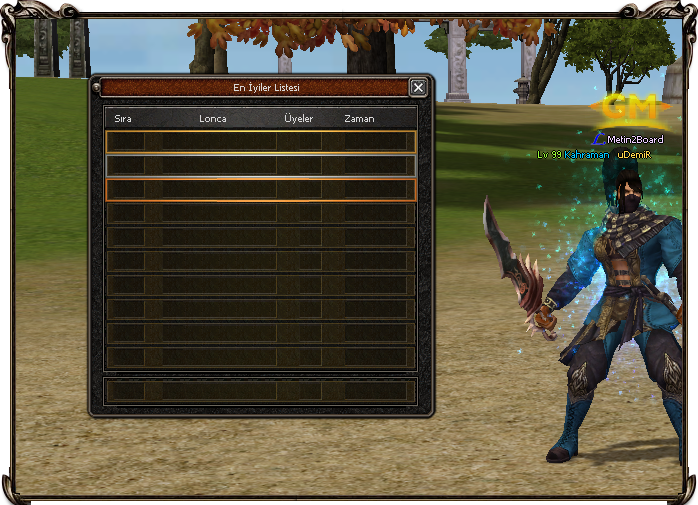 En İyiler Listesi
Sıra Lonca Üyeler Zaman
GM
Metin2Board
Lv 99 Kahraman uDemiR